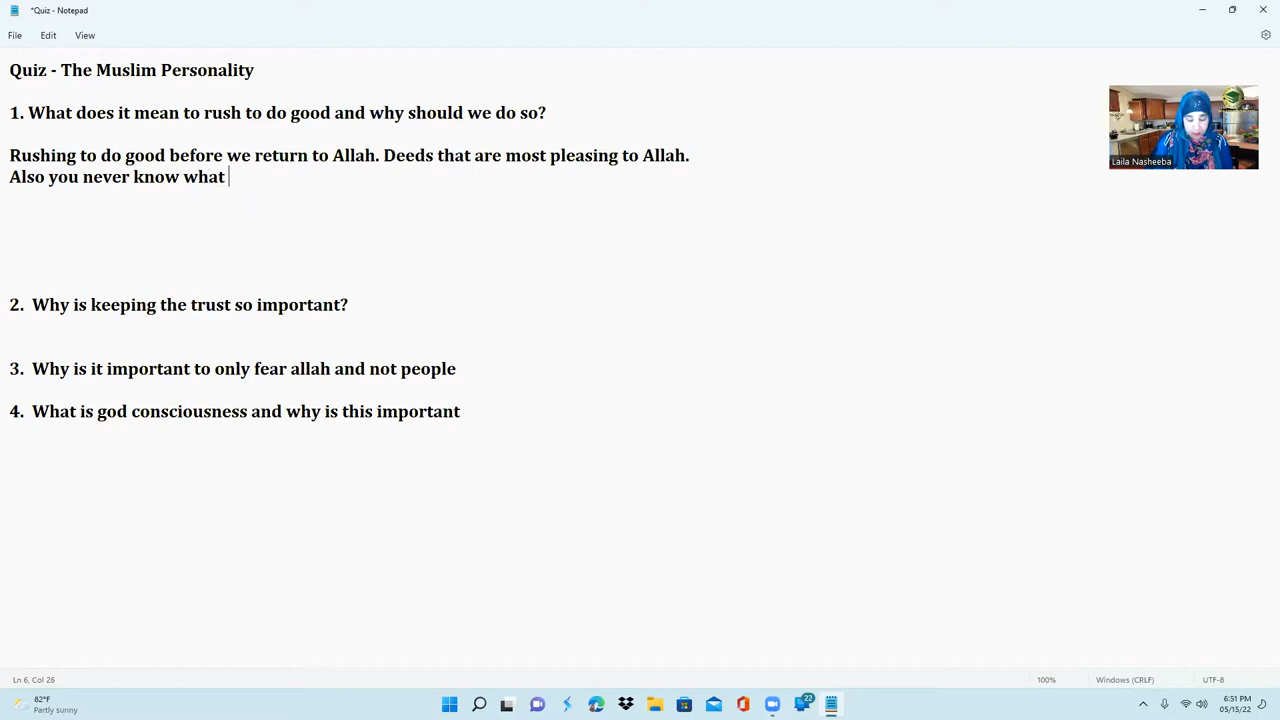 *Quiz - Notepad
File Edit View
Quiz - The Muslim Personality
1. What does it mean to rush to do good and why should we do so?
Rushing to do good before we return to Allah. Deeds that are most pleasing to Allah.
Also you never know what
Laila Nasheeba
2. Why is keeping the trust so important?
3. Why is it important to only fear allah and not people
4. What is god consciousness and why is this important
Ln 6, Col 26 100% Windows (CRLF) UTF-8
82°F
Partly sunny
22
6:51 PM
05/15/22